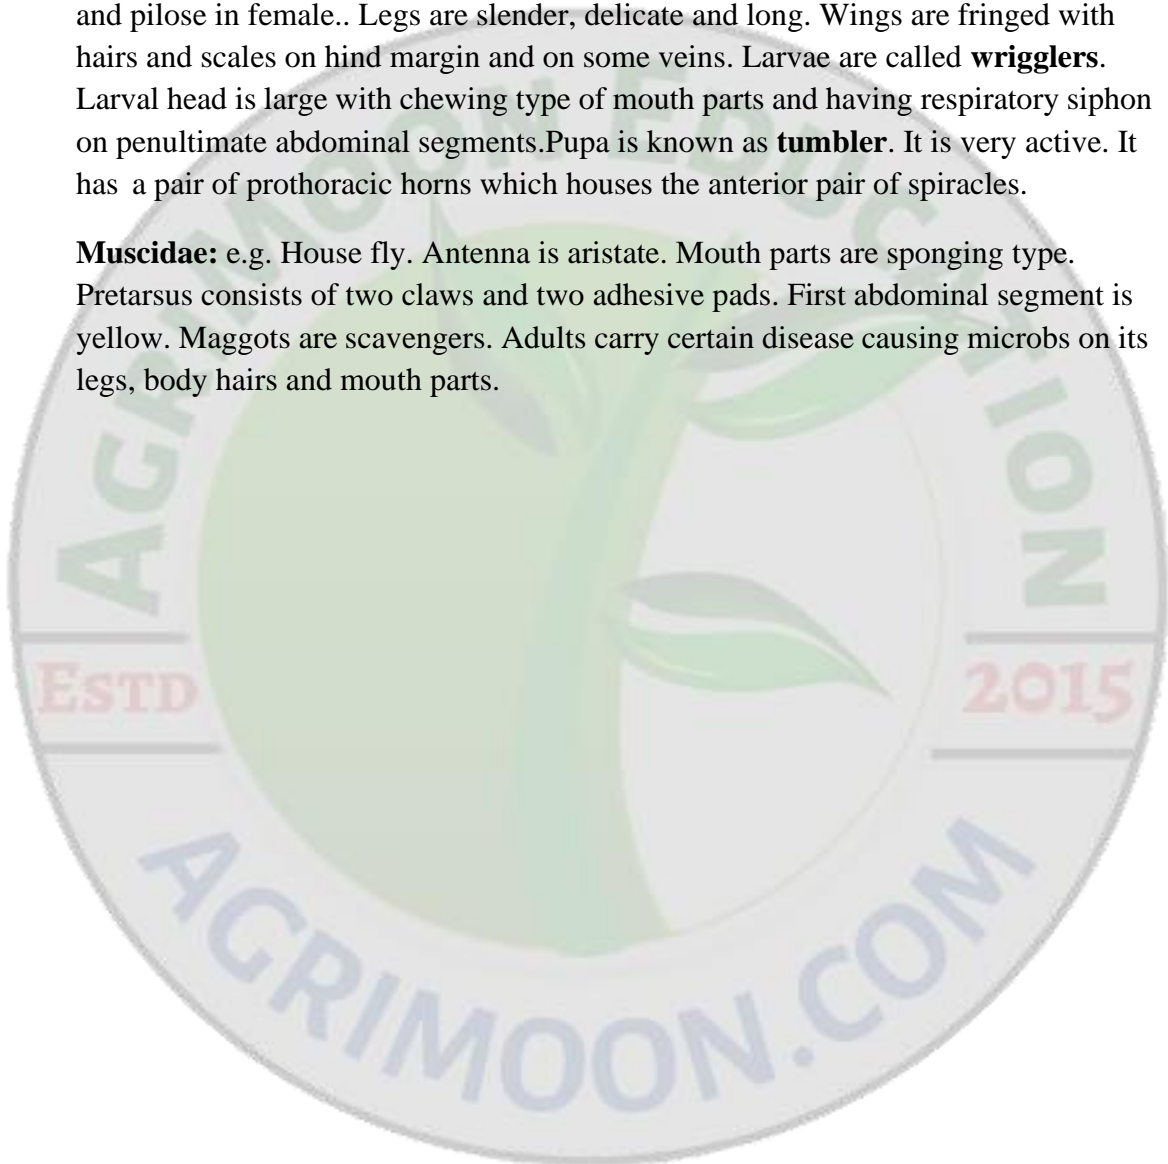 and pilose in female.. Legs are slender, delicate and long. Wings are fringed with
hairs and scales on hind margin and on some veins. Larvae are called wrigglers.
Larval head is large with chewing type of mouth parts and having respiratory siphon
on penultimate abdominal segments.Pupa is known as tumbler. It is very active. It
has a pair of prothoracic horns which houses the anterior pair of spiracles.
Muscidae: e.g. House fly. Antenna is aristate. Mouth parts are sponging type.
Pretarsus consists of two claws and two adhesive pads. First abdominal segment is
yellow. Maggots are scavengers. Adults carry certain disease causing microbs on its
legs, body hairs and mouth parts.
AGRIMOON EDUCATION
ESTD 2015
AGRIMOON.COM